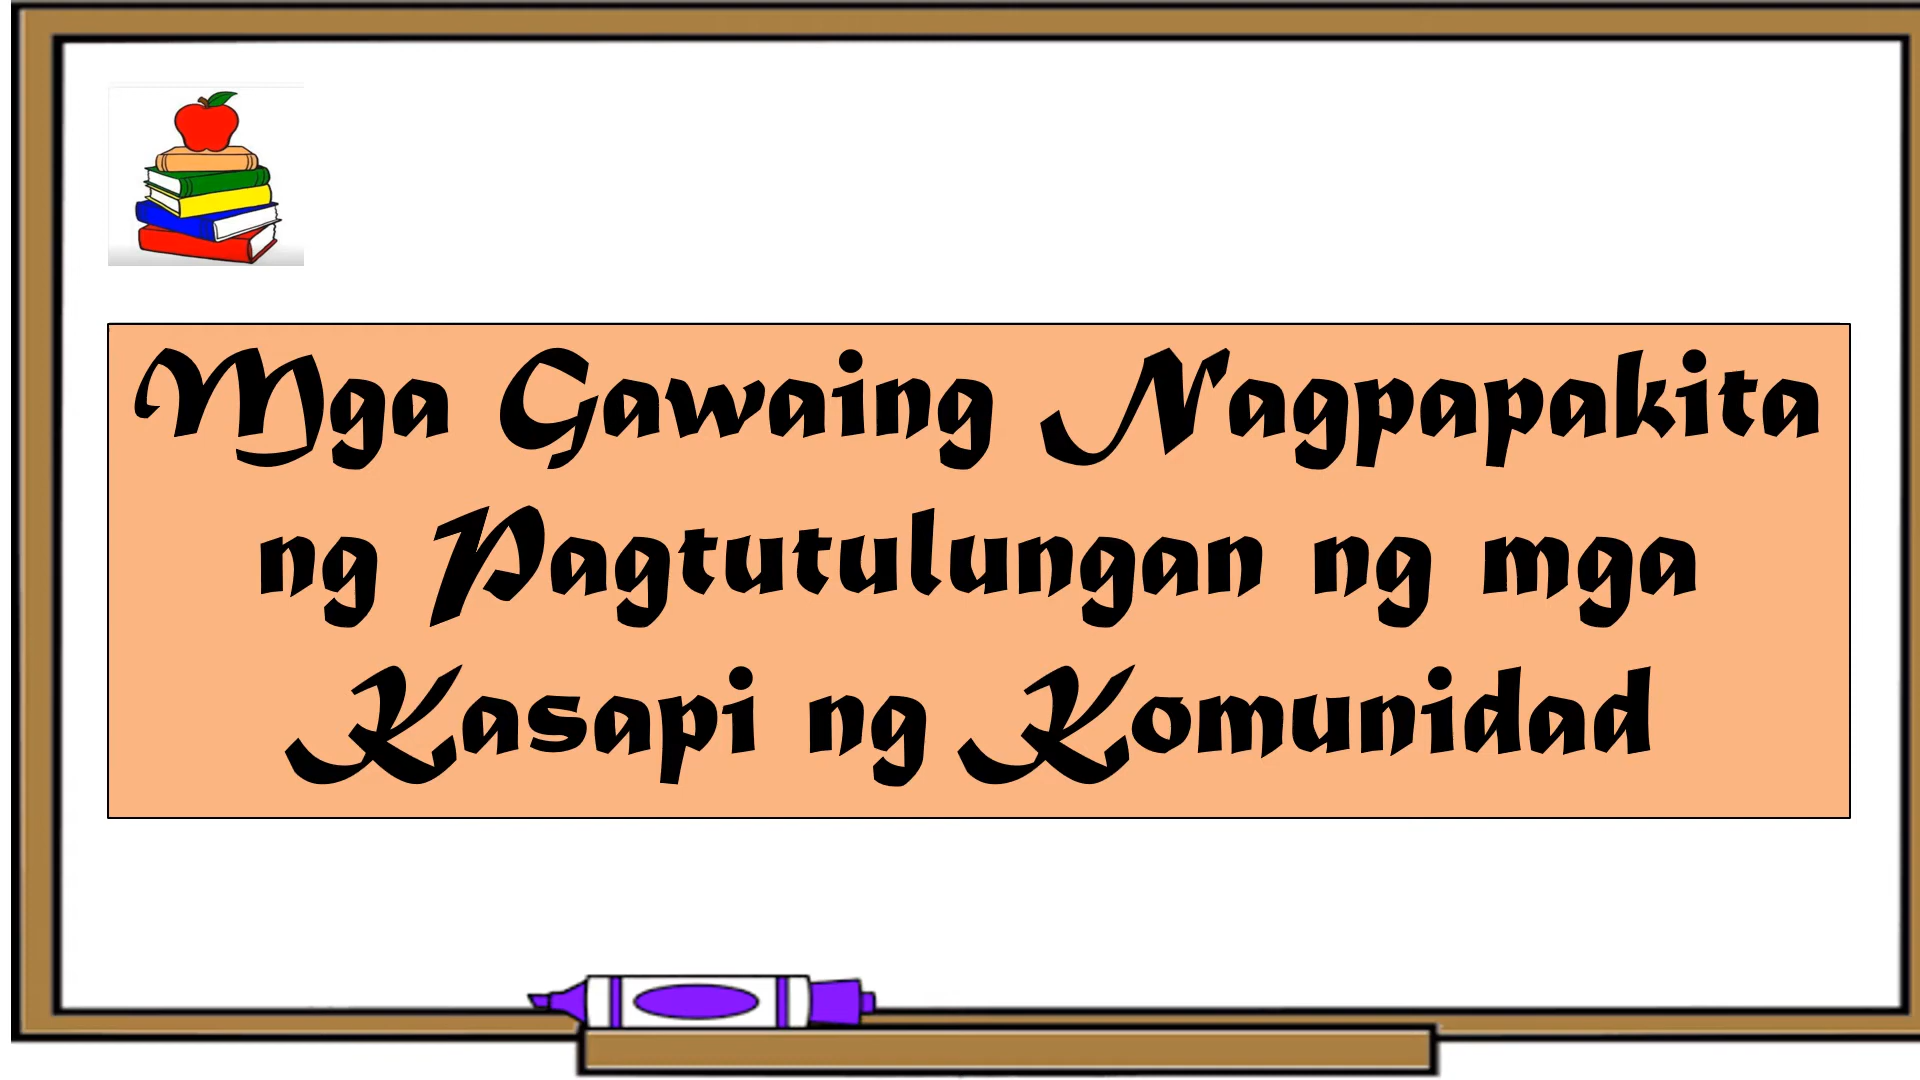 Mga Gawaing Nagpapakita
ng Pagtutulungan ng mga
Kasapi ng Komunidad